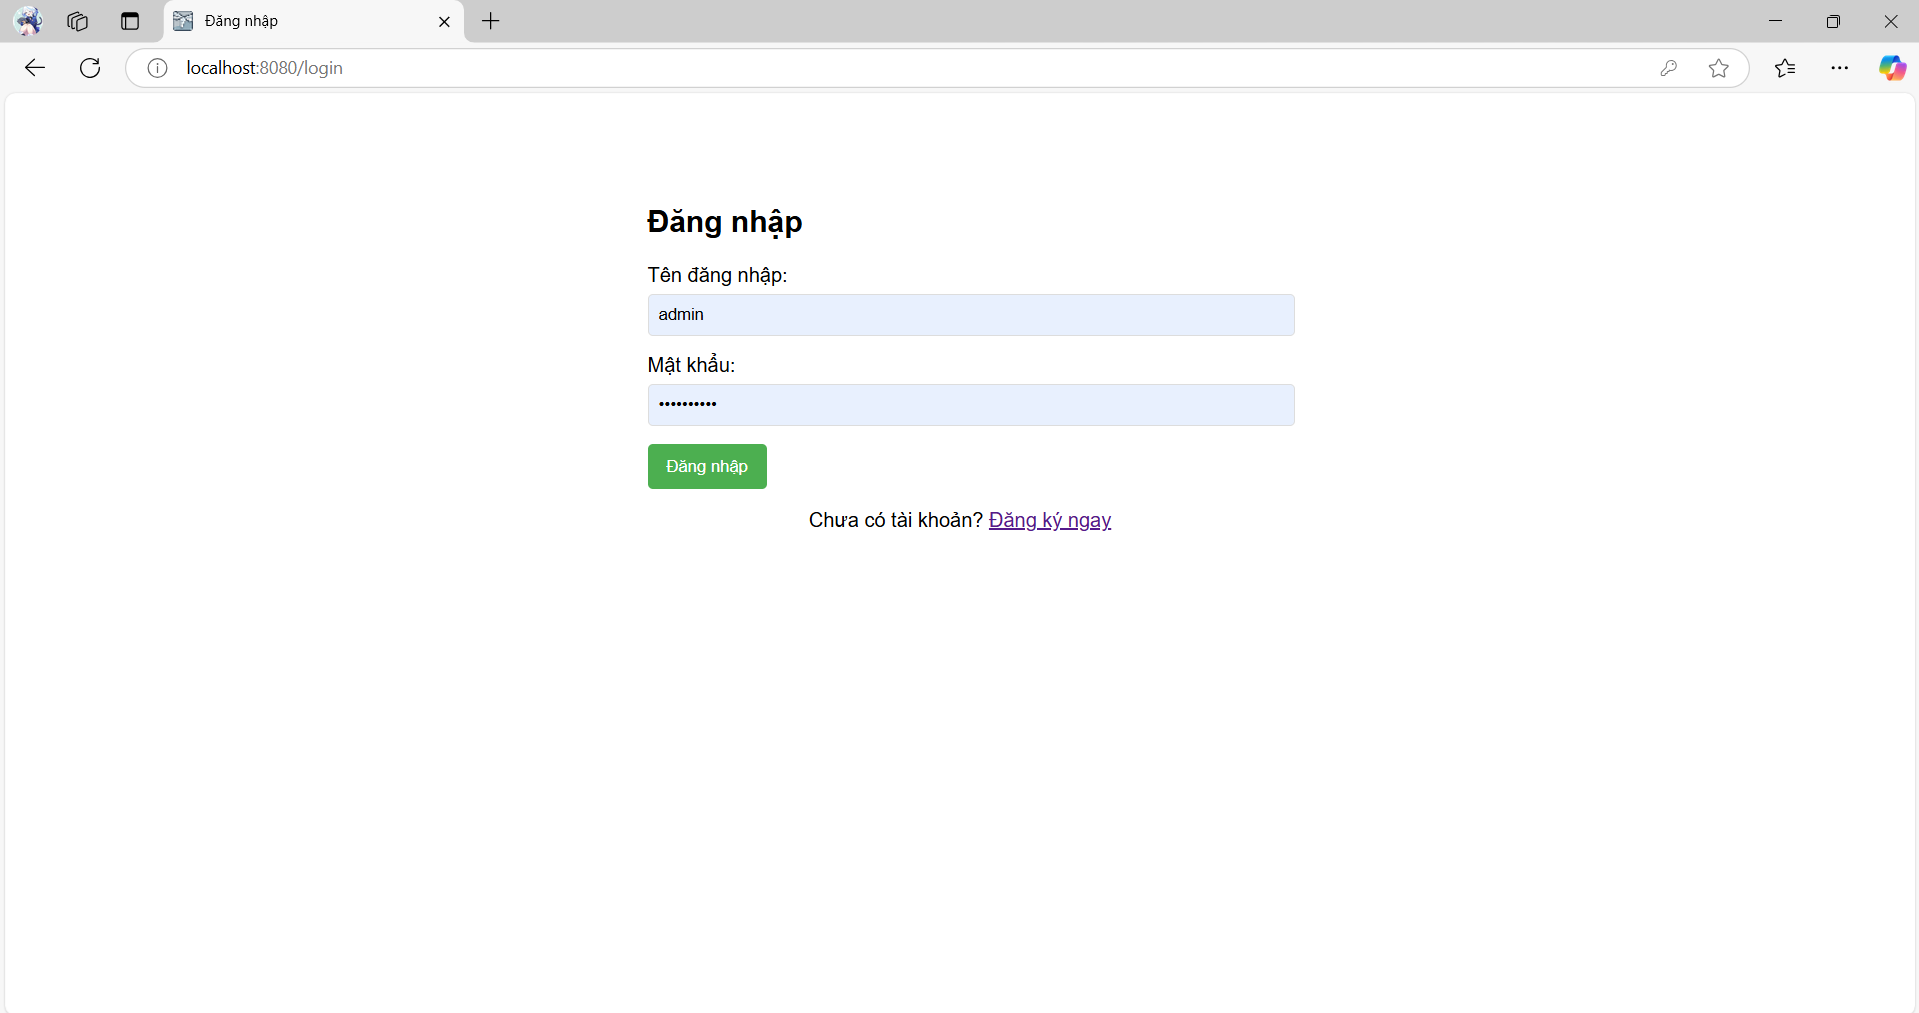 Đăng nhập
localhost:8080/login
Đăng nhập
Tên đăng nhập:
admin
Mật khẩu:
••••••••••
Đăng nhập
Chưa có tài khoản? Đăng ký ngay